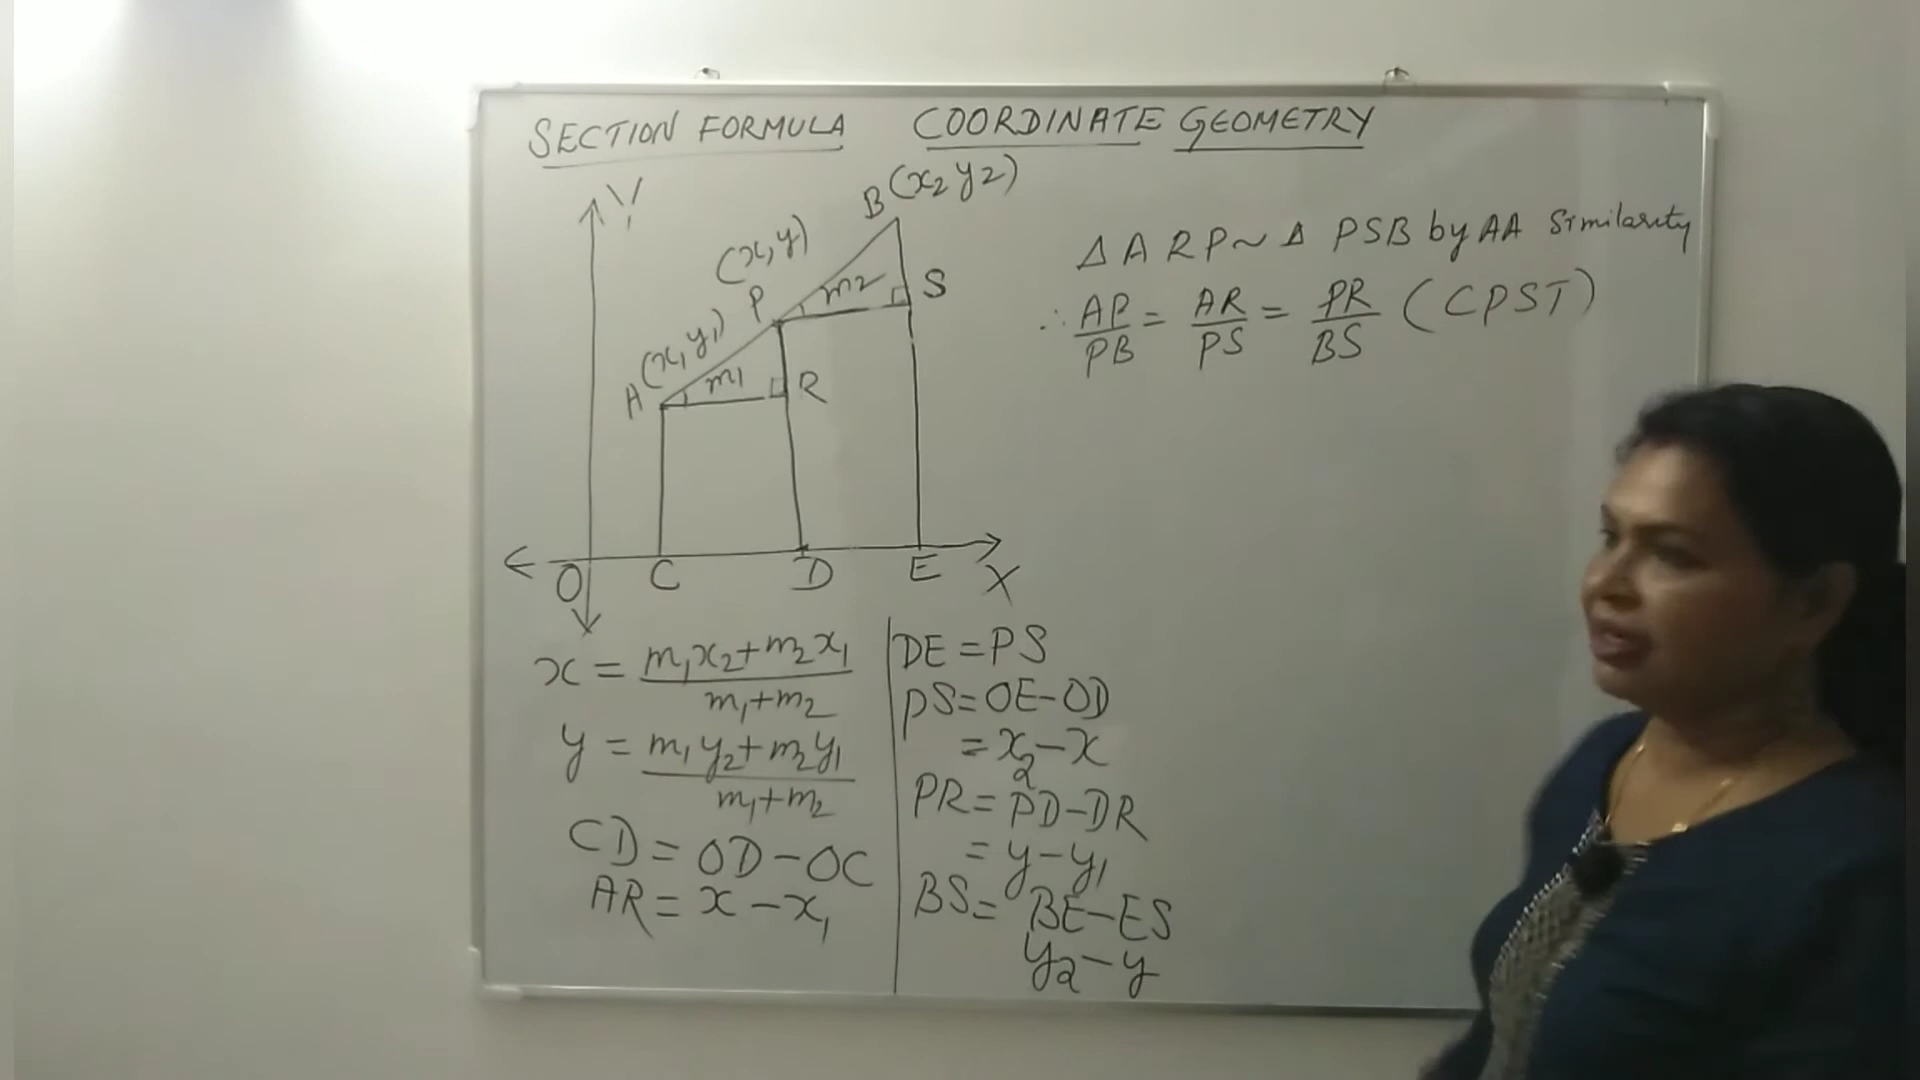 SECTION FORMULA COORDINATE GEOMETRY
Y
B (x2 y2)
(x, y)
P
m2
S
(x1 y1)
A
m1
R
O C D E X
x = m1x2+m2x1
m1+m2
y = m1y2+m2y1
m1+m2
CD = OD-OC
AR = x - x1
DE = PS
PS = OE-OD
= x2 - x
PR = PD-DR
= y-y1
BS = BE-ES
y2-y
Δ ARP ~ Δ PSB by AA Similarity
∴ AP/PB = AR/PS = PR/BS (CPST)